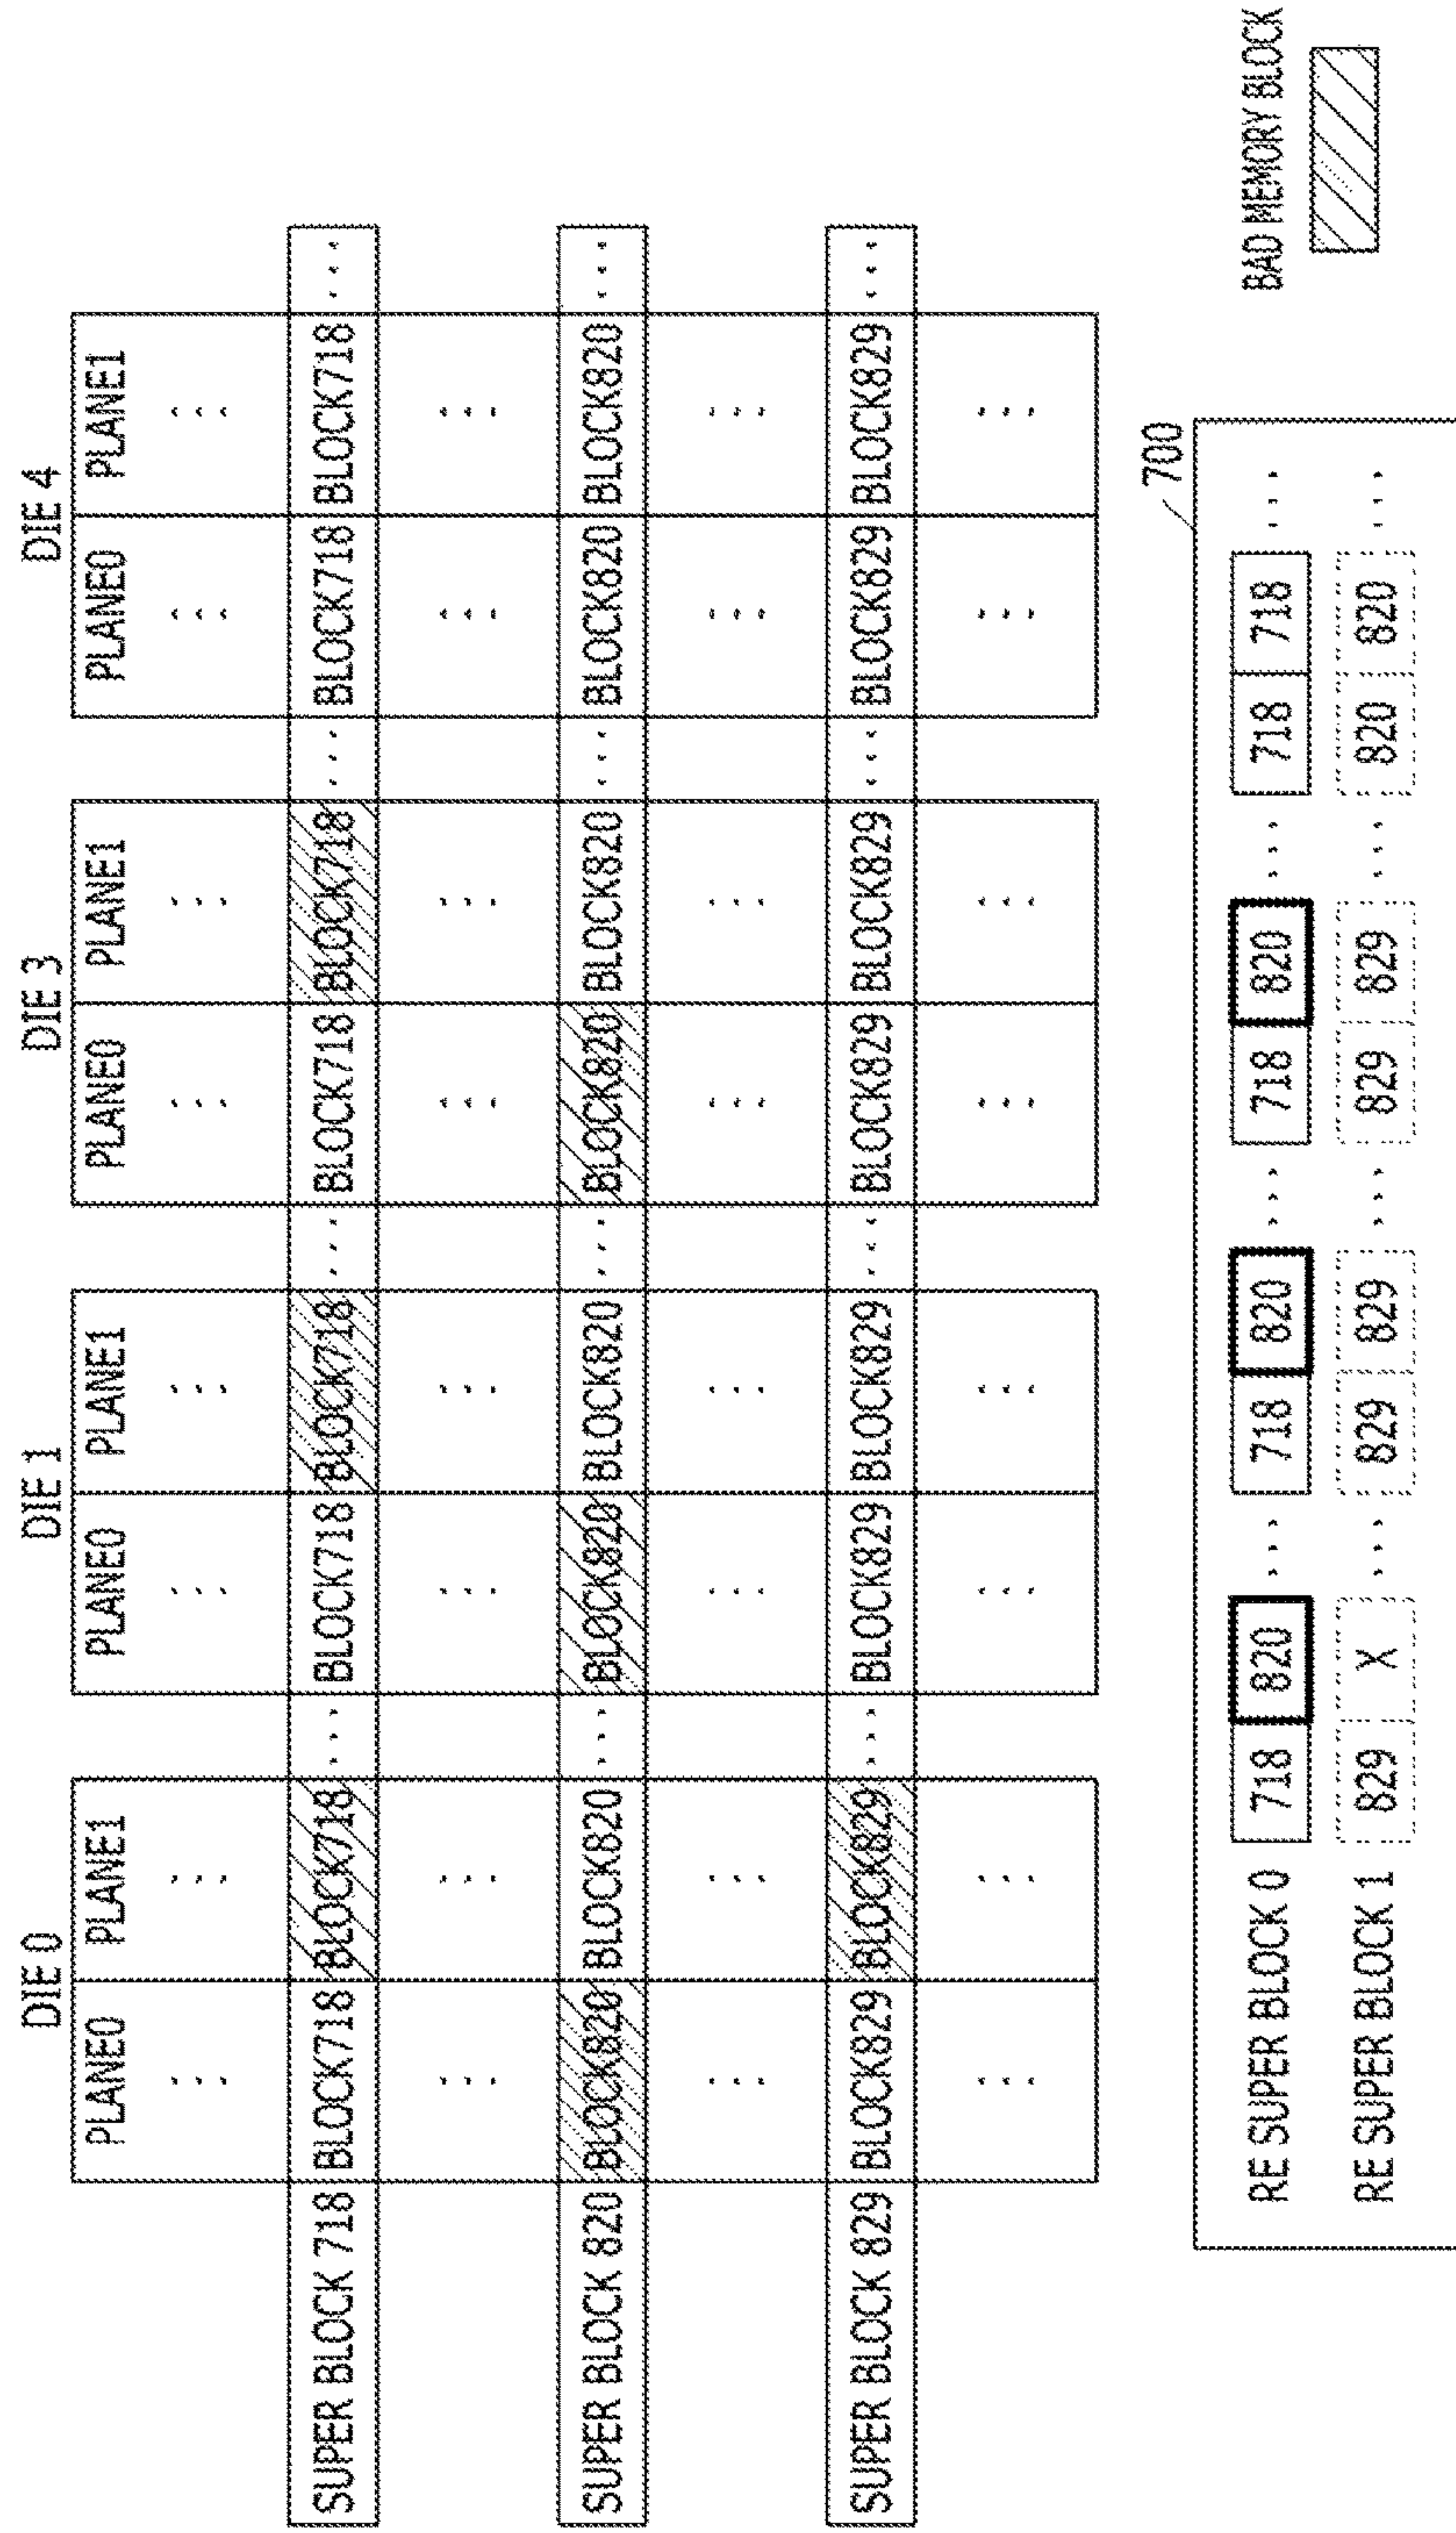 DIE 0 DIE 1 DIE 3 DIE 4
PLANE0 PLANE1 PLANE0 PLANE1 PLANE0 PLANE1 PLANE0 PLANE1
... ... ... ... ... ... ... ...
SUPER BLOCK 718 BLOCK718 BLOCK718 ... BLOCK718 BLOCK718 ... BLOCK718 BLOCK718 ... BLOCK718 BLOCK718 ...
... ... ... ... ... ... ... ...
SUPER BLOCK 820 BLOCK820 BLOCK820 ... BLOCK820 BLOCK820 ... BLOCK820 BLOCK820 ... BLOCK820 BLOCK820 ...
... ... ... ... ... ... ... ...
SUPER BLOCK 829 BLOCK829 BLOCK829 ... BLOCK829 BLOCK829 ... BLOCK829 BLOCK829 ... BLOCK829 BLOCK829 ...
... ... ... ... ... ... ... ...
700
RE SUPER BLOCK 0 718 820 ... 718 820 ... 718 820 ... 718 718 ...
RE SUPER BLOCK 1 829 X ... 829 829 ... 829 829 ... 820 820 ...
BAD MEMORY BLOCK